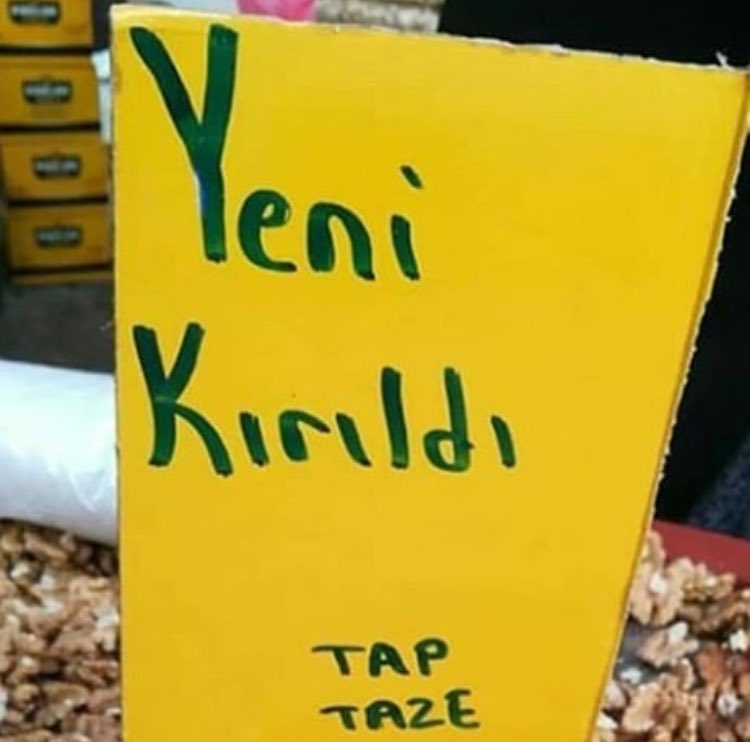 Yeni
Kırıldı
TAP
TAZE